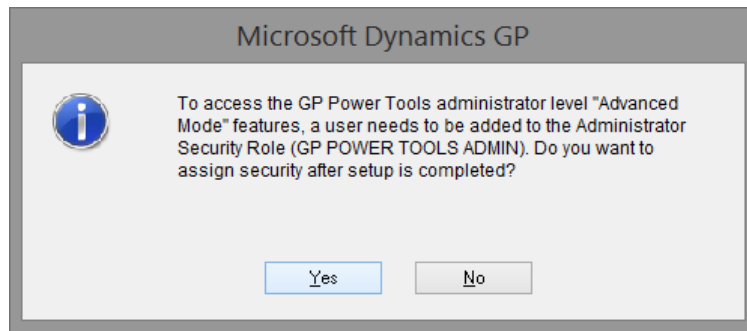 Microsoft Dynamics GP
To access the GP Power Tools administrator level "Advanced
Mode" features, a user needs to be added to the Administrator
Security Role (GP POWER TOOLS ADMIN). Do you want to
assign security after setup is completed?
Yes
No